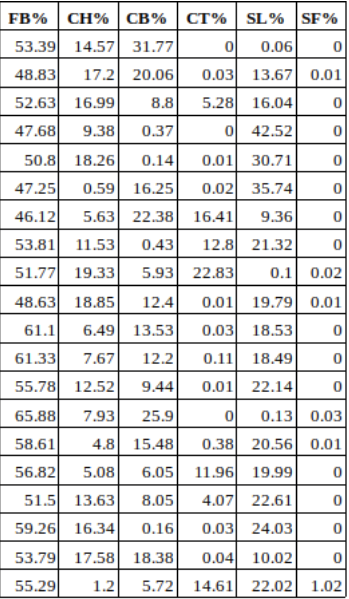 FB% CH% CB% CT% SL% SF%
53.39 14.57 31.77 0 0.06 0
48.83 17.2 20.06 0.03 13.67 0.01
52.63 16.99 8.8 5.28 16.04 0
47.68 9.38 0.37 0 42.52 0
50.8 18.26 0.14 0.01 30.71 0
47.25 0.59 16.25 0.02 35.74 0
46.12 5.63 22.38 16.41 9.36 0
53.81 11.53 0.43 12.8 21.32 0
51.77 19.33 5.93 22.83 0.1 0.02
48.63 18.85 12.4 0.01 19.79 0.01
61.1 6.49 13.53 0.03 18.53 0
61.33 7.67 12.2 0.11 18.49 0
55.78 12.52 9.44 0.01 22.14 0
65.88 7.93 25.9 0 0.13 0.03
58.61 4.8 15.48 0.38 20.56 0.01
56.82 5.08 6.05 11.96 19.99 0
51.5 13.63 8.05 4.07 22.61 0
59.26 16.34 0.16 0.03 24.03 0
53.79 17.58 18.38 0.04 10.02 0
55.29 1.2 5.72 14.61 22.02 1.02